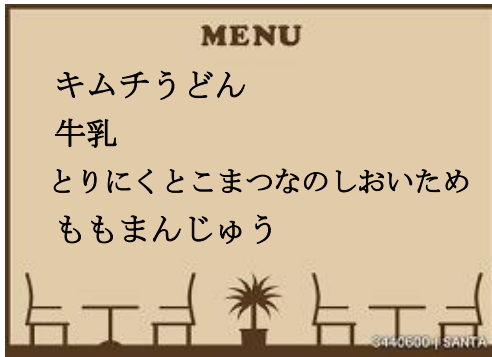 MENU
キムチうどん
牛乳
とりにくとこまつなのしおいため
ももまんじゅう
3440600 | SANTA